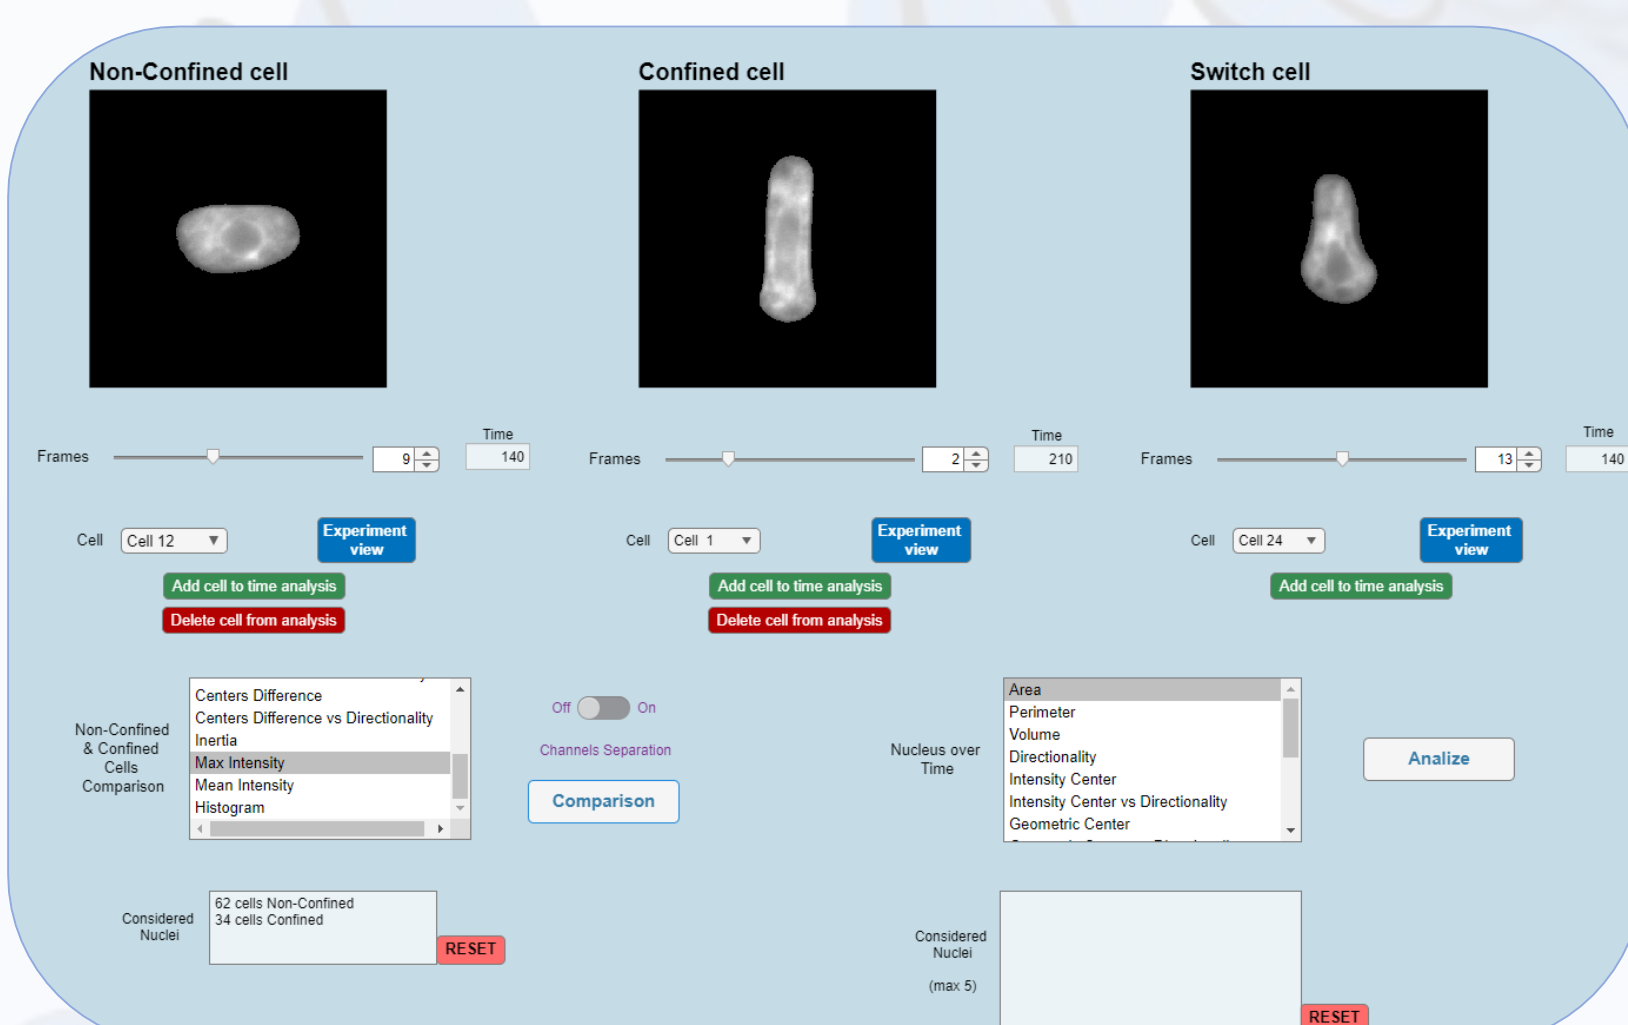 Non-Confined cell
Confined cell
Switch cell
Frames
9
Time
140
Frames
2
Time
210
Frames
13
Time
140
Cell
Cell 12
Experiment
view
Add cell to time analysis
Delete cell from analysis
Cell
Cell 1
Experiment
view
Add cell to time analysis
Delete cell from analysis
Cell
Cell 24
Experiment
view
Add cell to time analysis
Non-Confined
& Confined
Cells
Comparison
Centers Difference
Centers Difference vs Directionality
Inertia
Max Intensity
Mean Intensity
Histogram
Off
On
Channels Separation
Comparison
Nucleus over
Time
Area
Perimeter
Volume
Directionality
Intensity Center
Intensity Center vs Directionality
Geometric Center
Analize
Considered
Nuclei
62 cells Non-Confined
34 cells Confined
RESET
Considered
Nuclei
(max 5)
RESET